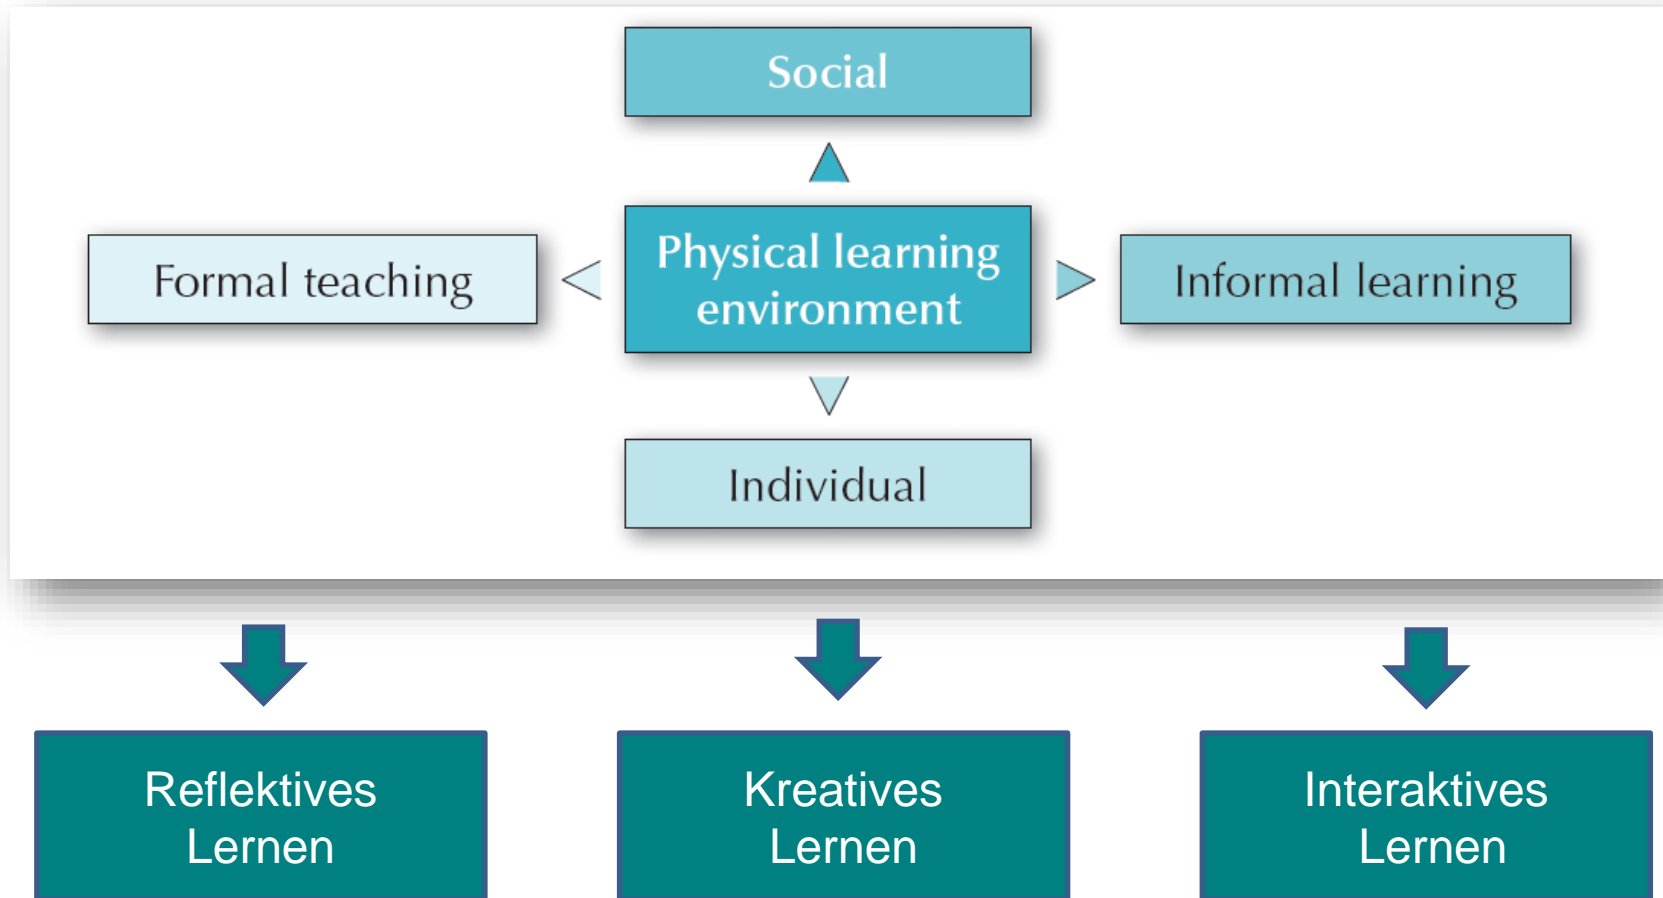 Social
Formal teaching
Physical learning
environment
Informal learning
Individual
Reflektives
Lernen
Kreatives
Lernen
Interaktives
Lernen